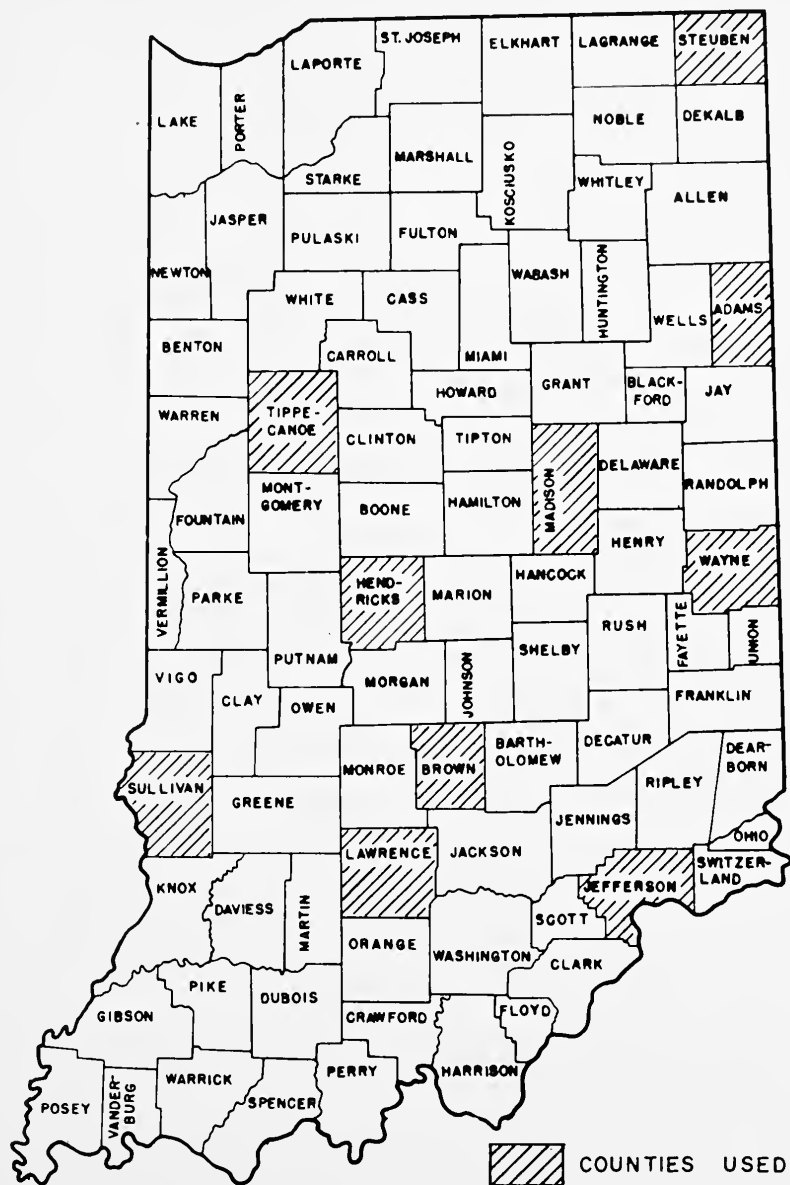 ST. JOSEPH
ELKHART
LAGRANGE
STEUBEN
LAPORTE
LAKE
PORTER
NOBLE
DEKALB
MARSHALL
STARKE
KOSCIUSKO
WHITLEY
ALLEN
JASPER
PULASKI
FULTON
NEWTON
WABASH
HUNTINGTON
WHITE
CASS
WELLS
ADAMS
BENTON
CARROLL
MIAMI
GRANT
BLACK-
FORD
JAY
HOWARD
WARREN
TIPPE-
CANOE
CLINTON
TIPTON
MADISON
DELAWARE
RANDOLPH
MONT-
GOMERY
BOONE
HAMILTON
FOUNTAIN
HENRY
WAYNE
VERMILLION
PARKE
HEND-
RICKS
MARION
HANCOCK
RUSH
FAYETTE
UNION
PUTNAM
SHELBY
VIGO
CLAY
OWEN
MORGAN
JOHNSON
FRANKLIN
DECATUR
BARTH-
OLOMEW
DEAR-
BORN
MONROE
BROWN
RIPLEY
SULLIVAN
GREENE
JENNINGS
OHIO
LAWRENCE
JACKSON
JEFFERSON
SWITZER-
LAND
KNOX
DAVIESS
MARTIN
SCOTT
ORANGE
WASHINGTON
CLARK
PIKE
DUBOIS
GIBSON
CRAWFORD
FLOYD
HARRISON
PERRY
WARRICK
SPENCER
POSEY
VANDER-
BURG
COUNTIES USED